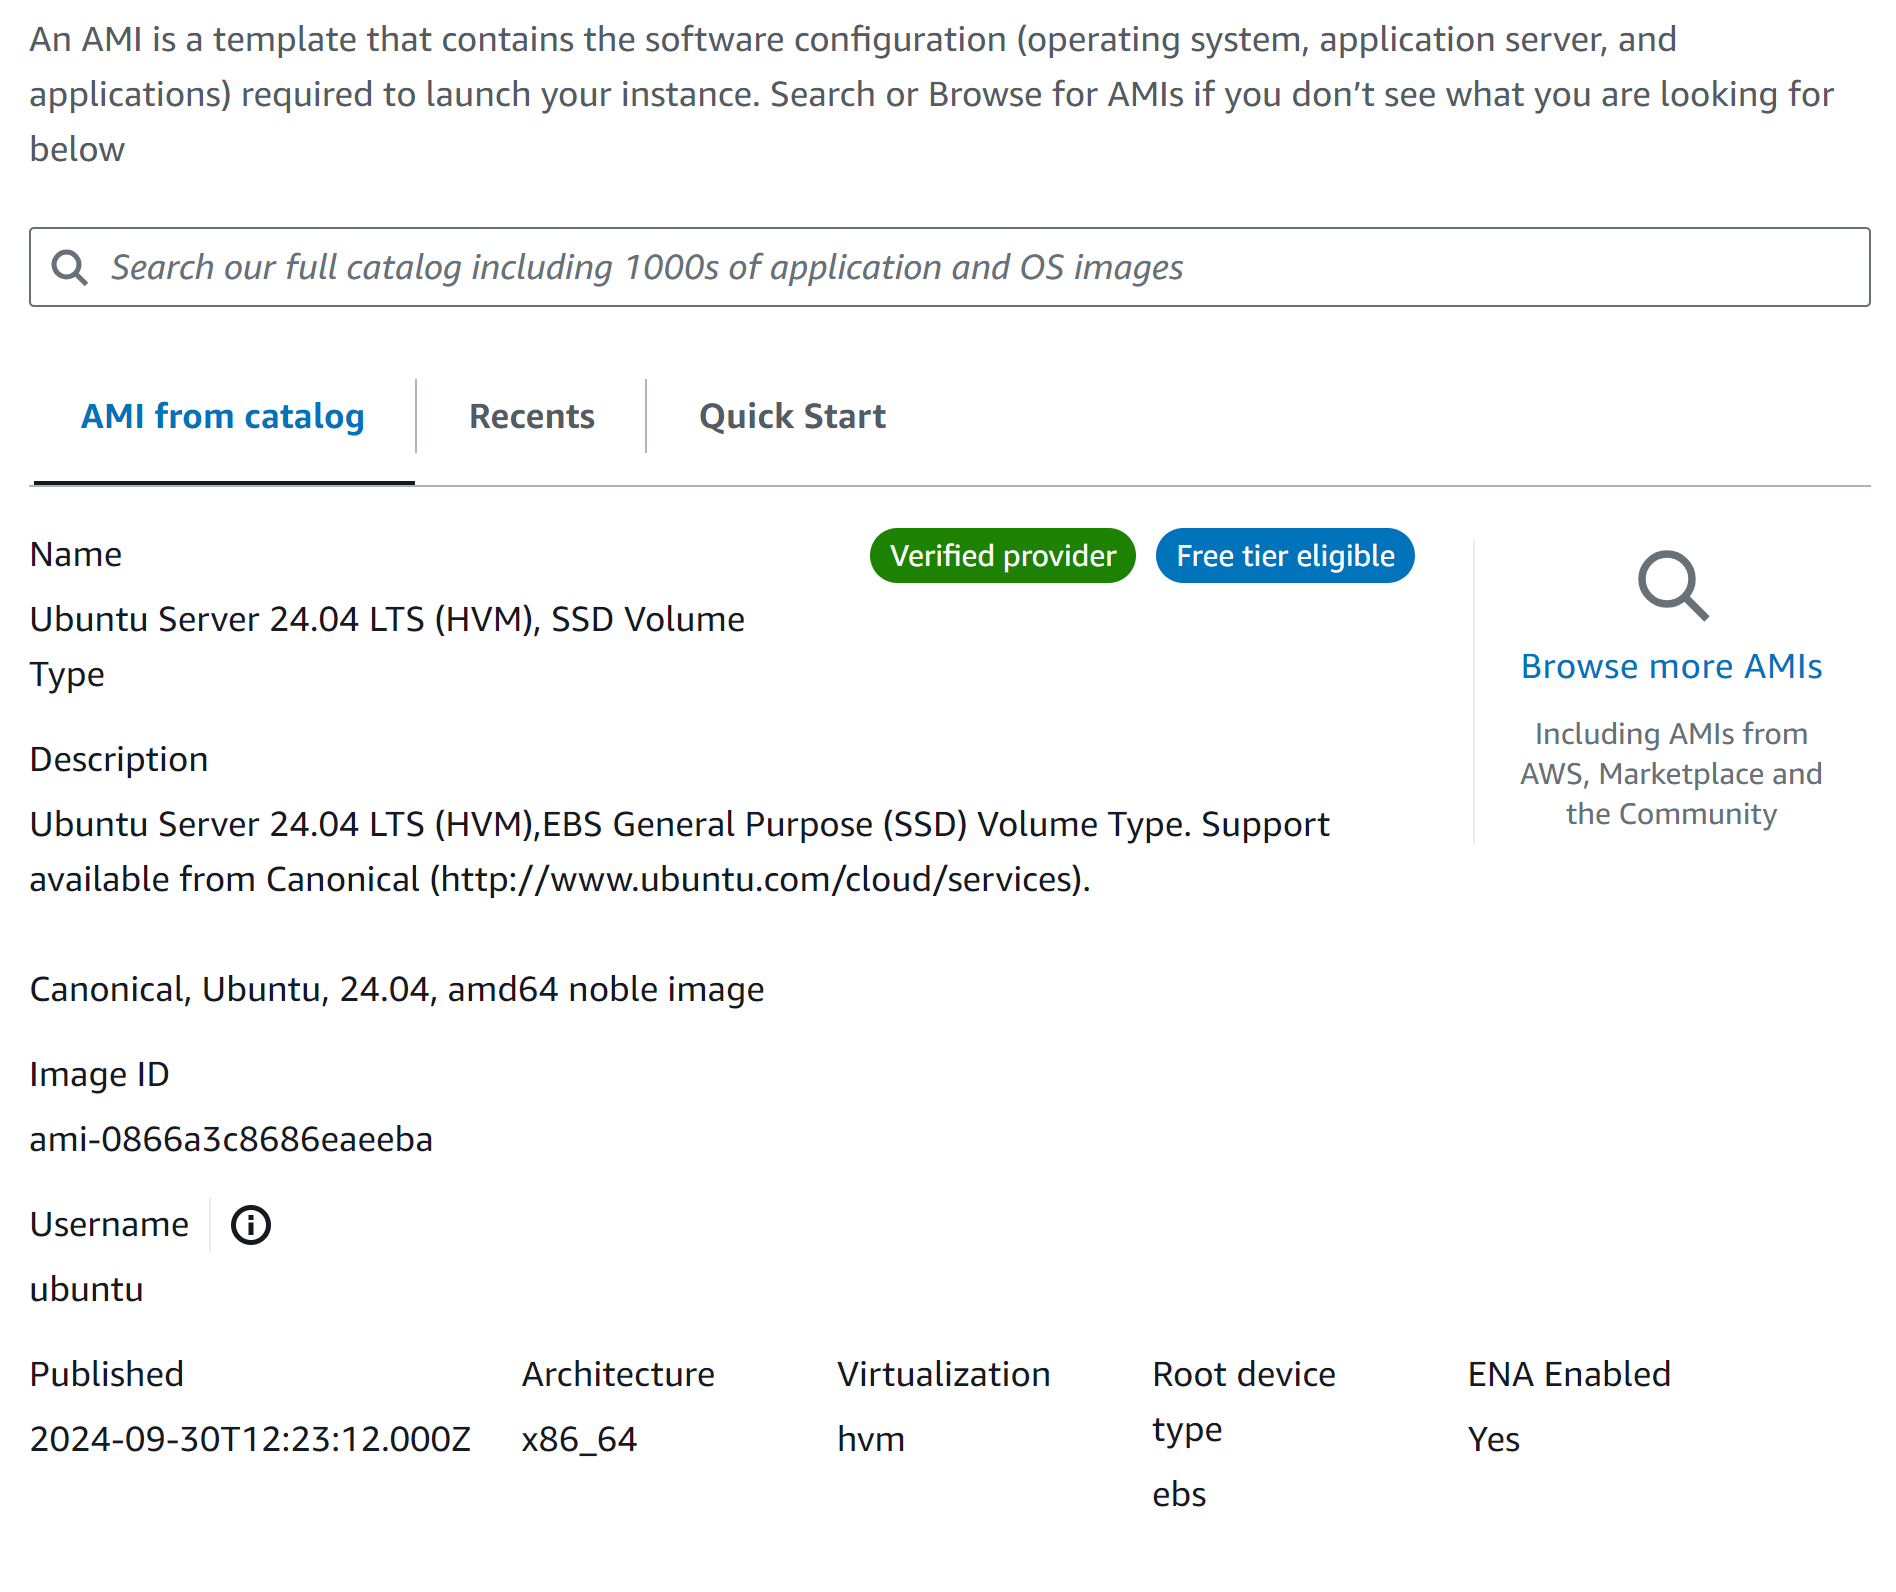 An AMI is a template that contains the software configuration (operating system, application server, and
applications) required to launch your instance. Search or Browse for AMIs if you don’t see what you are looking for
below
Search our full catalog including 1000s of application and OS images
AMI from catalog
Recents
Quick Start
Name
Verified provider
Free tier eligible
Ubuntu Server 24.04 LTS (HVM), SSD Volume
Type
Description
Ubuntu Server 24.04 LTS (HVM),EBS General Purpose (SSD) Volume Type. Support
available from Canonical (http://www.ubuntu.com/cloud/services).
Canonical, Ubuntu, 24.04, amd64 noble image
Image ID
ami-0866a3c8686eaeeba
Username
ubuntu
Published
2024-09-30T12:23:12.000Z
Architecture
x86_64
Virtualization
hvm
Root device
type
ebs
ENA Enabled
Yes
Browse more AMIs
Including AMIs from
AWS, Marketplace and
the Community